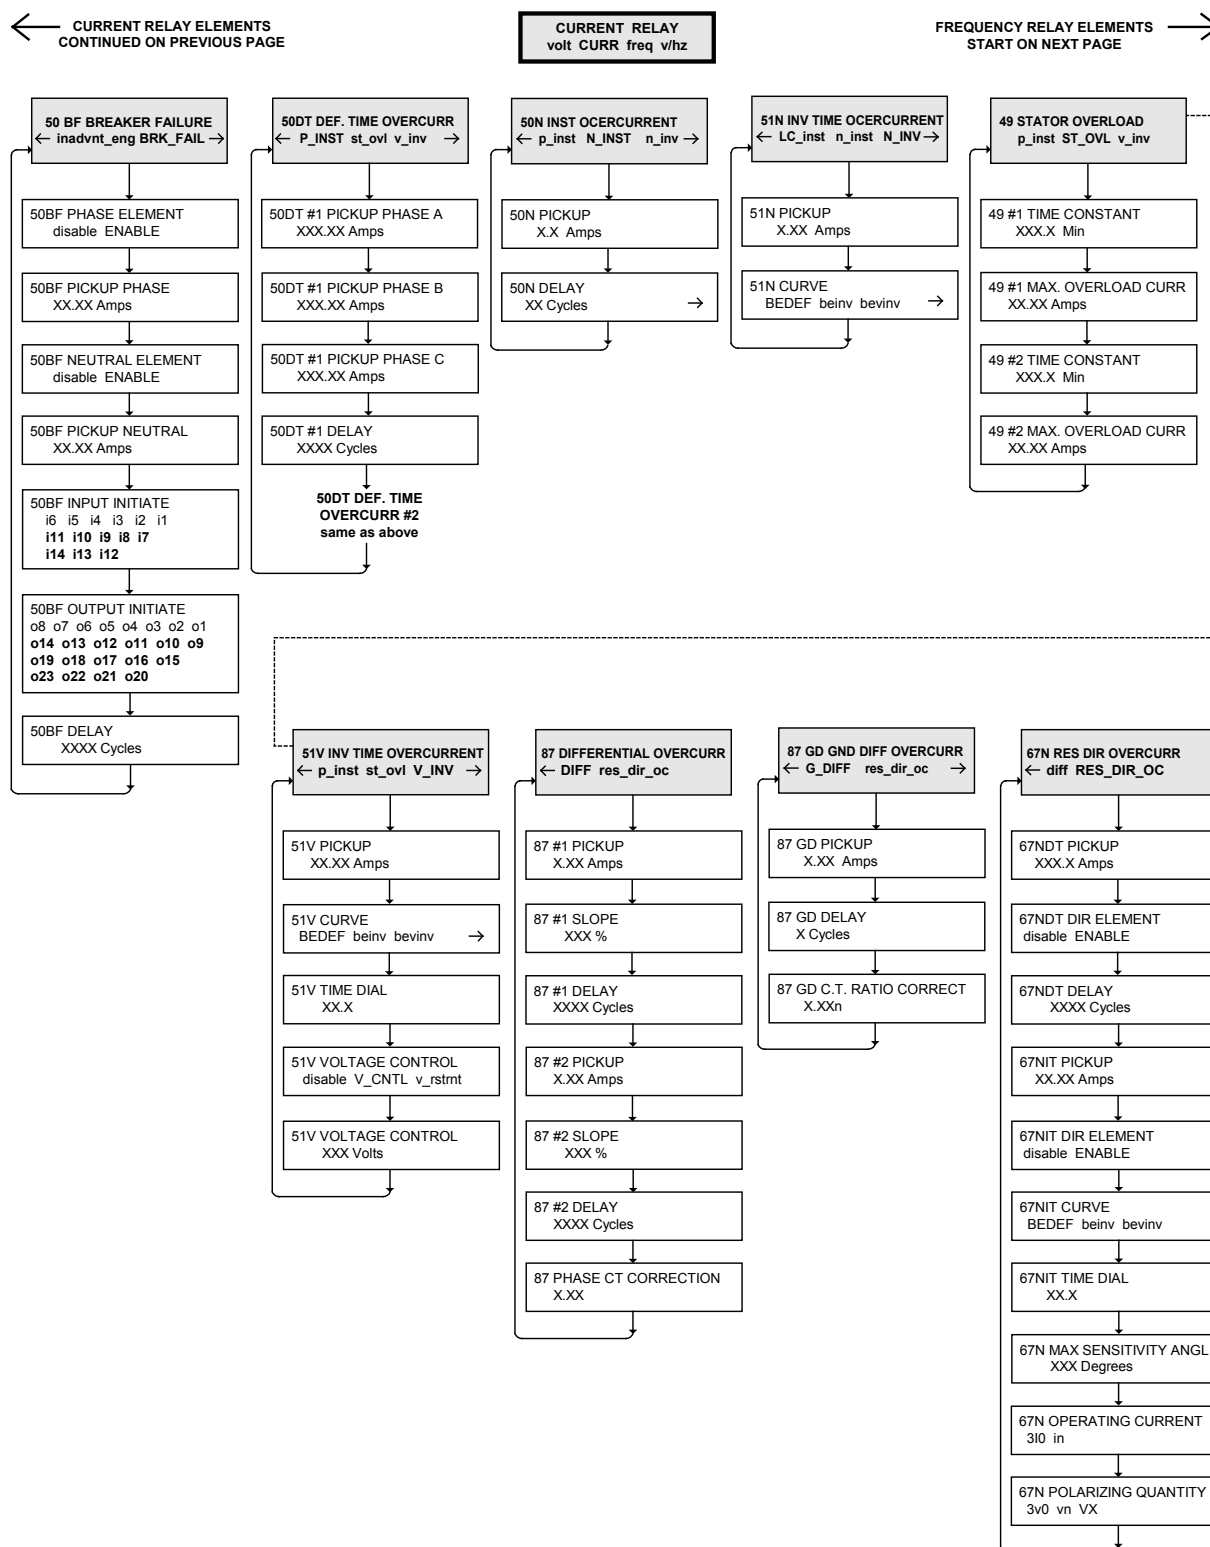 CURRENT RELAY ELEMENTS
CONTINUED ON PREVIOUS PAGE
CURRENT RELAY
volt CURR freq v/hz
FREQUENCY RELAY ELEMENTS
START ON NEXT PAGE
50 BF BREAKER FAILURE
← inadvnt_eng BRK_FAIL →
50BF PHASE ELEMENT
disable ENABLE
50BF PICKUP PHASE
XX.XX Amps
50BF NEUTRAL ELEMENT
disable ENABLE
50BF PICKUP NEUTRAL
XX.XX Amps
50BF INPUT INITIATE
i6 i5 i4 i3 i2 i1
i11 i10 i9 i8 i7
i14 i13 i12
50BF OUTPUT INITIATE
o8 o7 o6 o5 o4 o3 o2 o1
o14 o13 o12 o11 o10 o9
o19 o18 o17 o16 o15
o23 o22 o21 o20
50BF DELAY
XXXX Cycles
50DT DEF. TIME OVERCURR
← P_INST st_ovl v_inv →
50DT #1 PICKUP PHASE A
XXX.XX Amps
50DT #1 PICKUP PHASE B
XXX.XX Amps
50DT #1 PICKUP PHASE C
XXX.XX Amps
50DT #1 DELAY
XXXX Cycles
50DT DEF. TIME
OVERCURR #2
same as above
50N INST OCERCURRENT
← p_inst N_INST n_inv →
50N PICKUP
X.X Amps
50N DELAY
XX Cycles →
51N INV TIME OCERCURRENT
← LC_inst n_inst N_INV →
51N PICKUP
X.XX Amps
51N CURVE
BEDEF beinv bevinv →
49 STATOR OVERLOAD
p_inst ST_OVL v_inv
49 #1 TIME CONSTANT
XXX.X Min
49 #1 MAX. OVERLOAD CURR
XX.XX Amps
49 #2 TIME CONSTANT
XXX.X Min
49 #2 MAX. OVERLOAD CURR
XX.XX Amps
51V INV TIME OVERCURRENT
← p_inst st_ovl V_INV →
51V PICKUP
XX.XX Amps
51V CURVE
BEDEF beinv bevinv →
51V TIME DIAL
XX.X
51V VOLTAGE CONTROL
disable V_CNTL v_rstrnt
51V VOLTAGE CONTROL
XXX Volts
87 DIFFERENTIAL OVERCURR
← DIFF res_dir_oc
87 #1 PICKUP
X.XX Amps
87 #1 SLOPE
XXX %
87 #1 DELAY
XXXX Cycles
87 #2 PICKUP
X.XX Amps
87 #2 SLOPE
XXX %
87 #2 DELAY
XXXX Cycles
87 PHASE CT CORRECTION
X.XX
87 GD GND DIFF OVERCURR
← G_DIFF res_dir_oc →
87 GD PICKUP
X.XX Amps
87 GD DELAY
X Cycles
87 GD C.T. RATIO CORRECT
X.XXn
67N RES DIR OVERCURR
← diff RES_DIR_OC
67NDT PICKUP
XXX.X Amps
67NDT DIR ELEMENT
disable ENABLE
67NDT DELAY
XXXX Cycles
67NIT PICKUP
XX.XX Amps
67NIT DIR ELEMENT
disable ENABLE
67NIT CURVE
BEDEF beinv bevinv
67NIT TIME DIAL
XX.X
67N MAX SENSITIVITY ANGL
XXX Degrees
67N OPERATING CURRENT
3I0 in
67N POLARIZING QUANTITY
3v0 vn VX